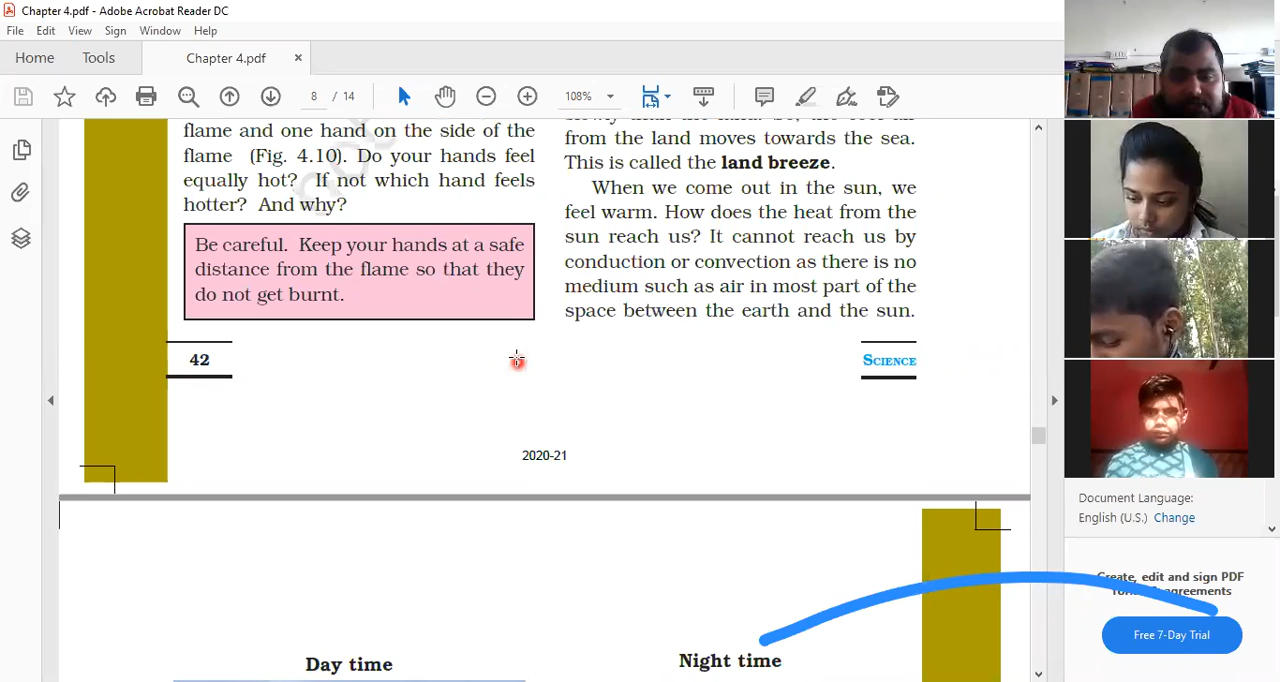 Chapter 4.pdf - Adobe Acrobat Reader DC
File Edit View Sign Window Help
Home Tools Chapter 4.pdf ×
8 / 14 108%
flame and one hand on the side of the
flame (Fig. 4.10). Do your hands feel
equally hot? If not which hand feels
hotter? And why?
Be careful. Keep your hands at a safe
distance from the flame so that they
do not get burnt.
42
from the land moves towards the sea.
This is called the land breeze.
When we come out in the sun, we
feel warm. How does the heat from the
sun reach us? It cannot reach us by
conduction or convection as there is no
medium such as air in most part of the
space between the earth and the sun.
SCIENCE
2020-21
Day time
Night time
Document Language:
English (U.S.) Change
Create, edit and sign PDF
agreements
Free 7-Day Trial